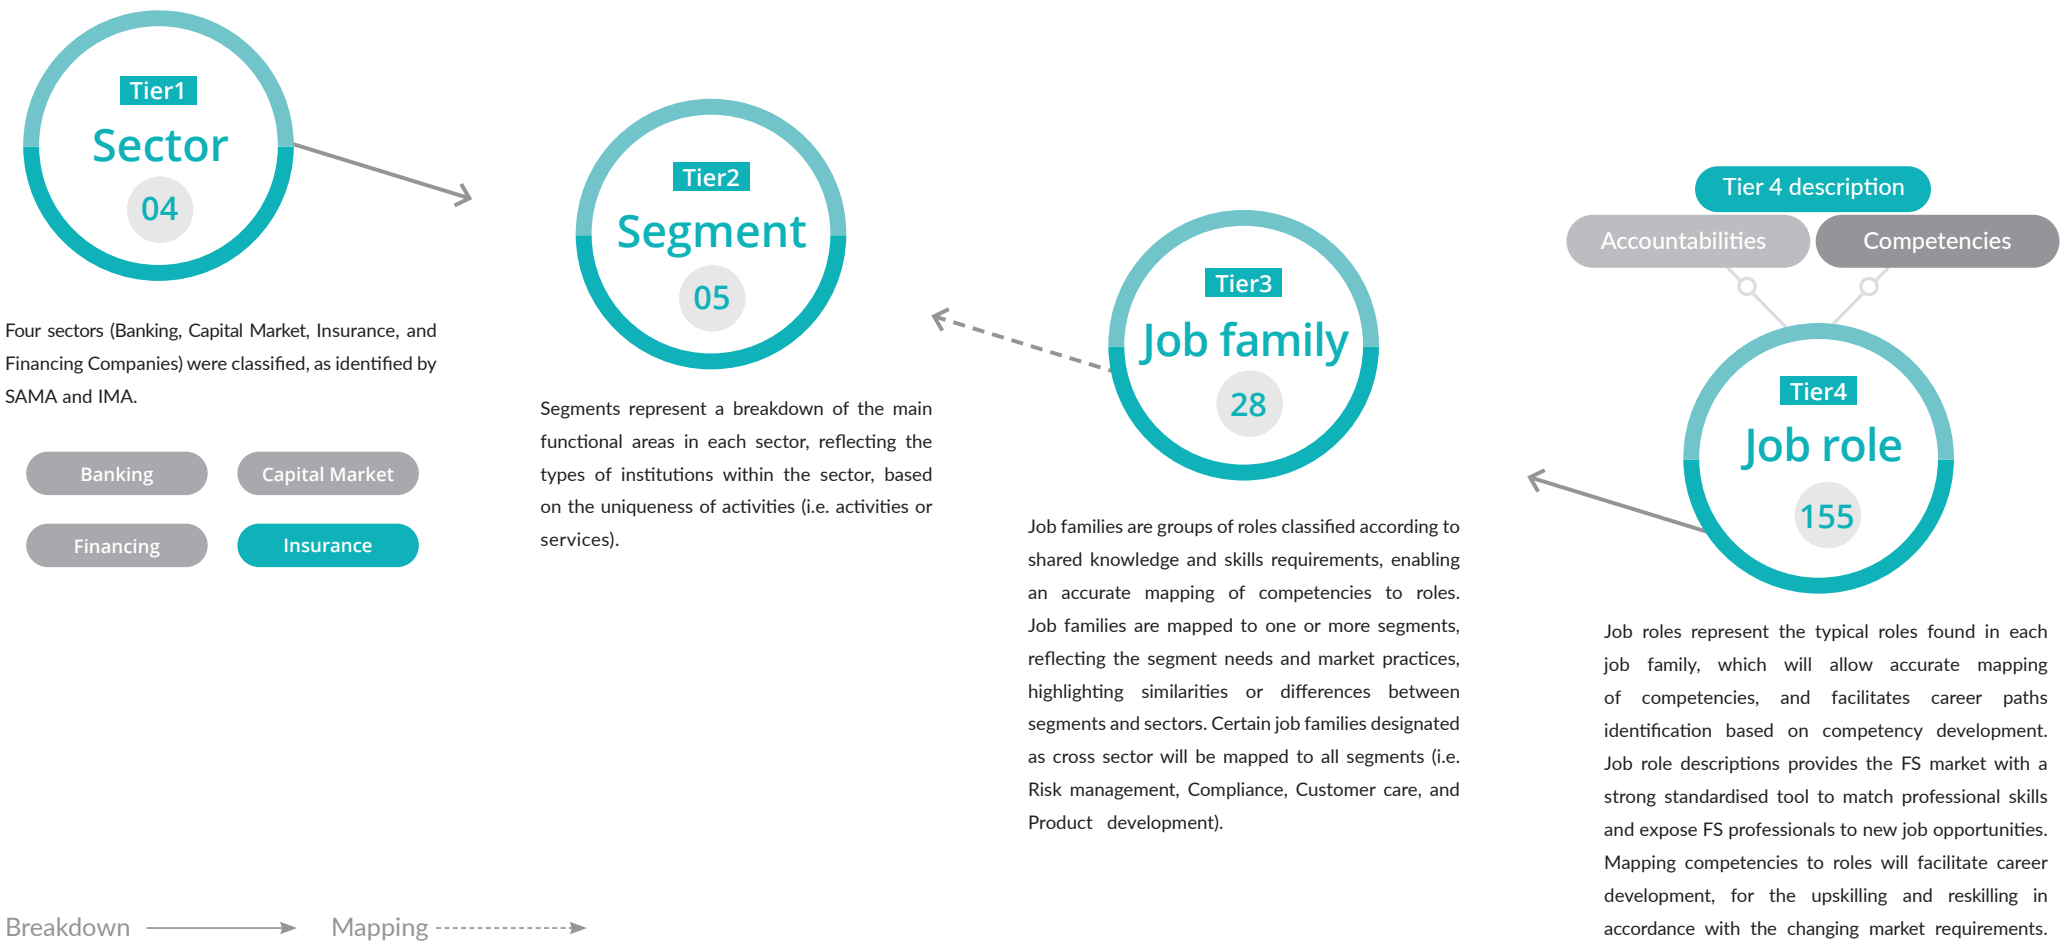 Tier1
Sector
04
Four sectors (Banking, Capital Market, Insurance, and
Financing Companies) were classified, as identified by
SAMA and IMA.
Banking
Capital Market
Financing
Insurance
Tier2
Segment
05
Segments represent a breakdown of the main
functional areas in each sector, reflecting the
types of institutions within the sector, based
on the uniqueness of activities (i.e. activities or
services).
Tier3
Job family
28
Job families are groups of roles classified according to
shared knowledge and skills requirements, enabling
an accurate mapping of competencies to roles.
Job families are mapped to one or more segments,
reflecting the segment needs and market practices,
highlighting similarities or differences between
segments and sectors. Certain job families designated
as cross sector will be mapped to all segments (i.e.
Risk management, Compliance, Customer care, and
Product development).
Tier 4 description
Accountabilities
Competencies
Tier4
Job role
155
Job roles represent the typical roles found in each
job family, which will allow accurate mapping
of competencies, and facilitates career paths
identification based on competency development.
Job role descriptions provides the FS market with a
strong standardised tool to match professional skills
and expose FS professionals to new job opportunities.
Mapping competencies to roles will facilitate career
development, for the upskilling and reskilling in
accordance with the changing market requirements.
Breakdown
Mapping